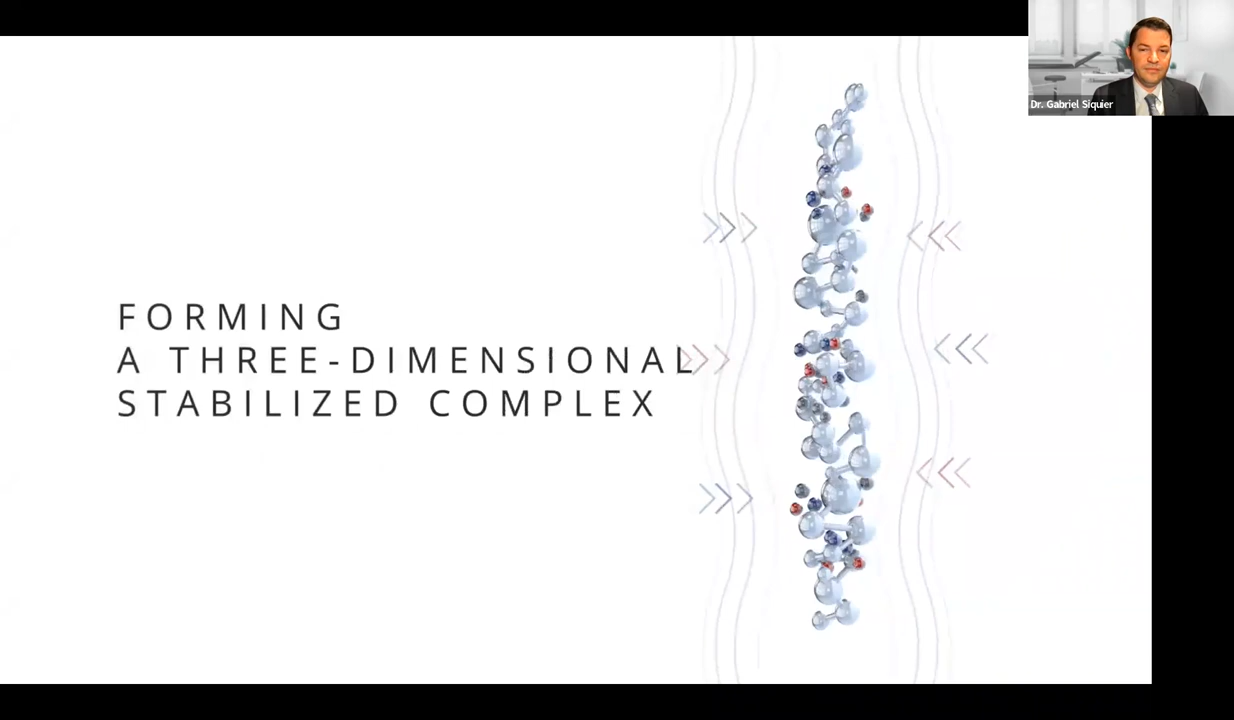 FORMING
A THREE-DIMENSIONAL
STABILIZED COMPLEX
Dr. Gabriel Siquier